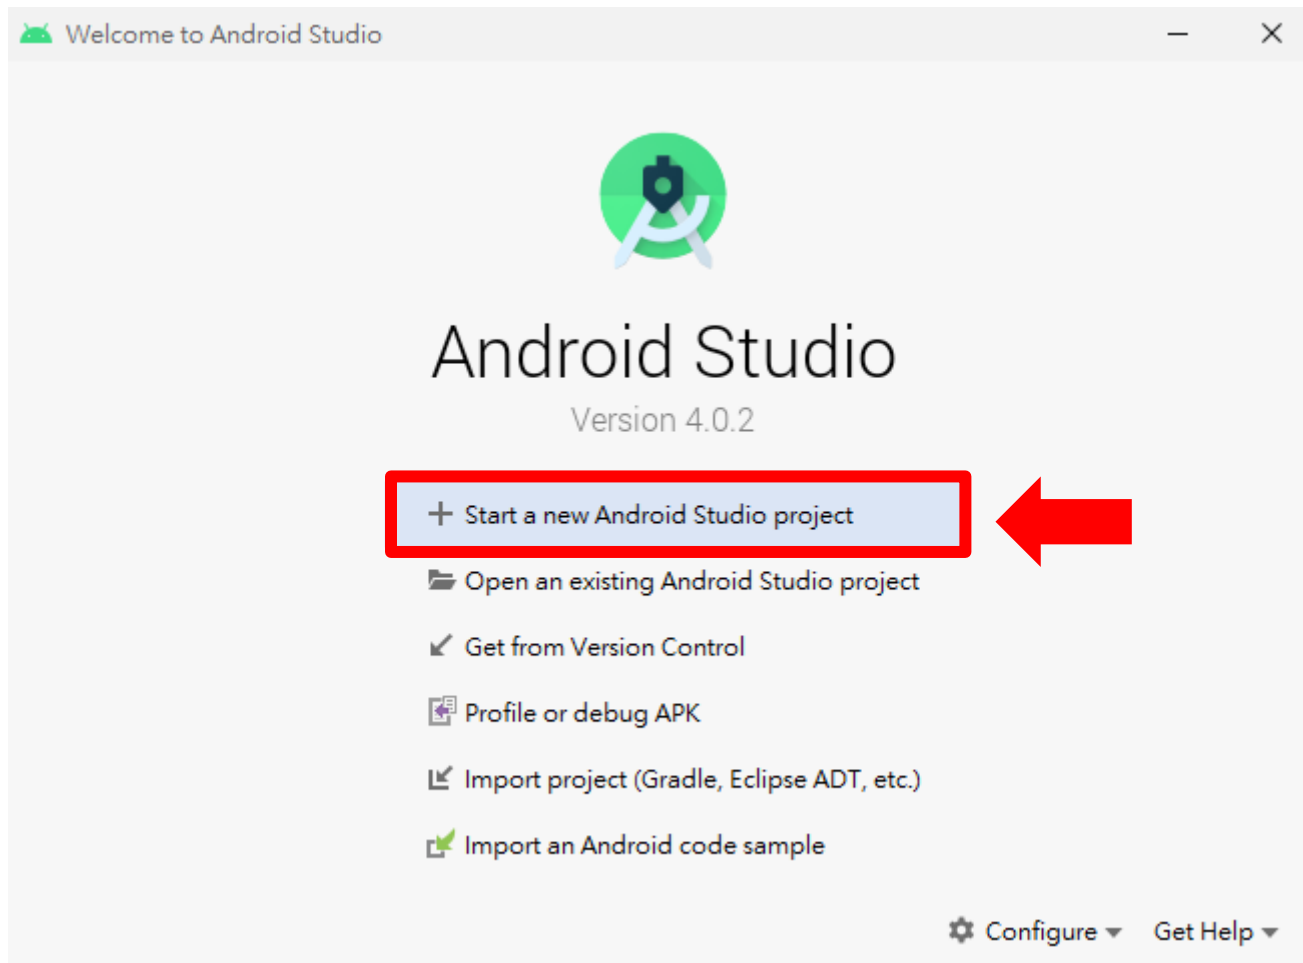 Welcome to Android Studio
Android Studio
Version 4.0.2
Start a new Android Studio project
Open an existing Android Studio project
Get from Version Control
Profile or debug APK
Import project (Gradle, Eclipse ADT, etc.)
Import an Android code sample
Configure Get Help